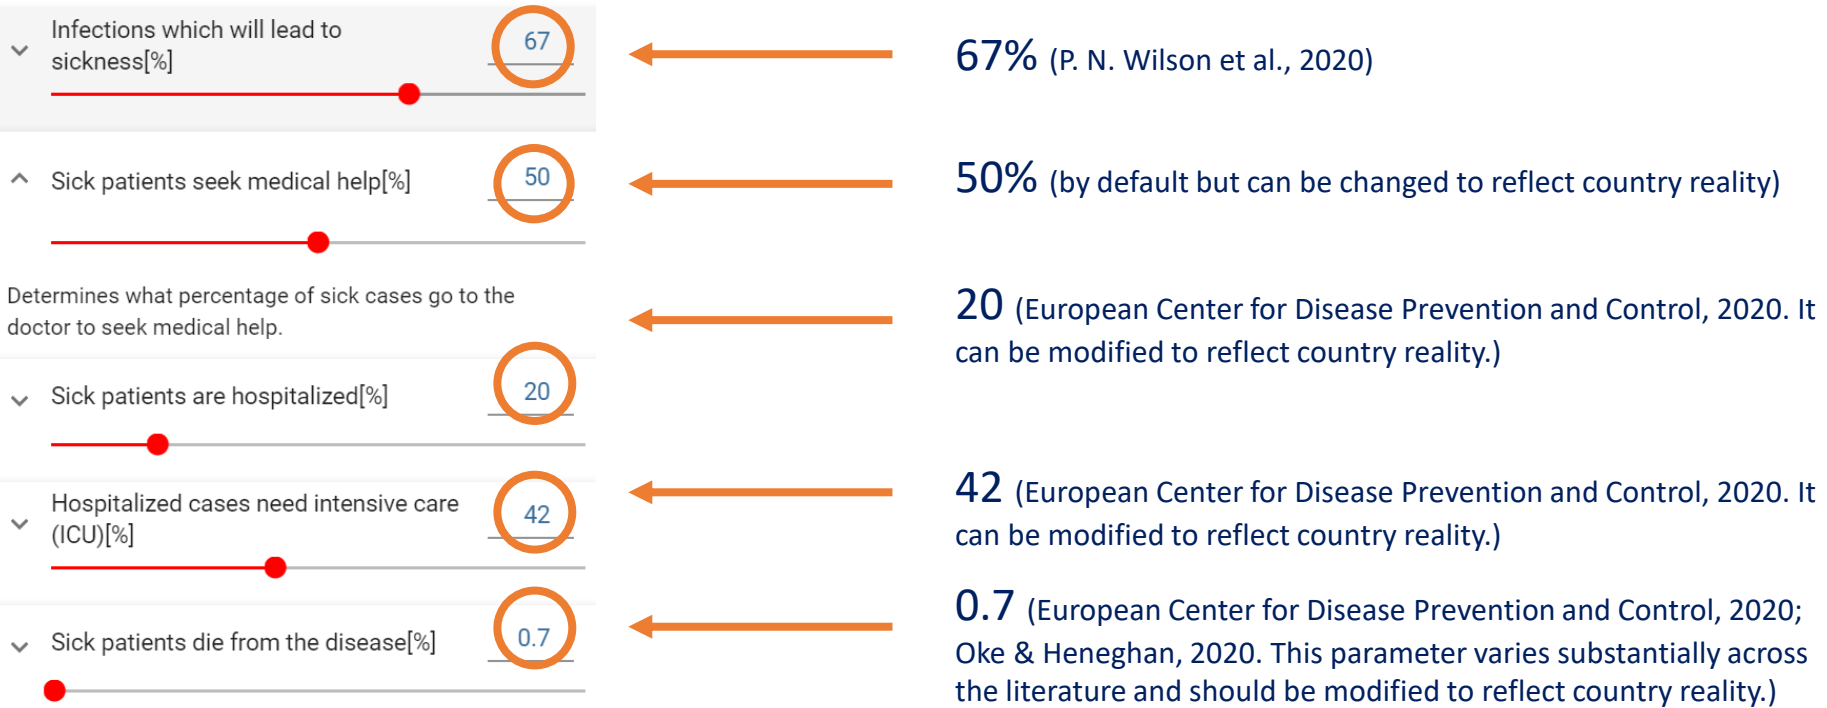 Infections which will lead to
sickness[%]
67
67% (P. N. Wilson et al., 2020)
Sick patients seek medical help[%]
50
50% (by default but can be changed to reflect country reality)
Determines what percentage of sick cases go to the
doctor to seek medical help.
20 (European Center for Disease Prevention and Control, 2020. It
can be modified to reflect country reality.)
Sick patients are hospitalized[%]
20
Hospitalized cases need intensive care
(ICU)[%]
42
42 (European Center for Disease Prevention and Control, 2020. It
can be modified to reflect country reality.)
Sick patients die from the disease[%]
0.7
0.7 (European Center for Disease Prevention and Control, 2020;
Oke & Heneghan, 2020. This parameter varies substantially across
the literature and should be modified to reflect country reality.)